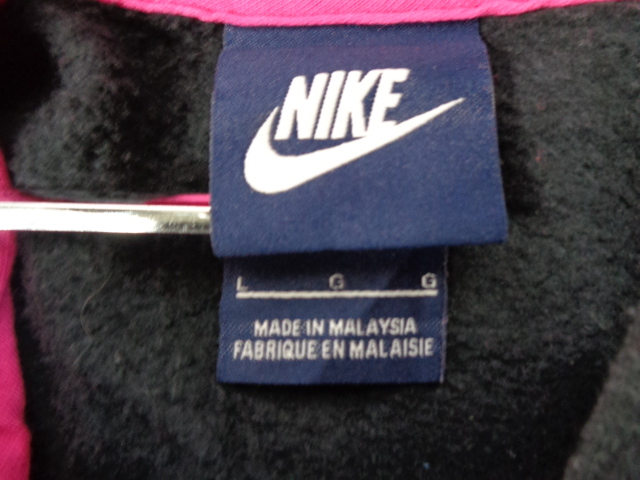 NIKE
L G G
MADE IN MALAYSIA
FABRIQUE EN MALAISIE